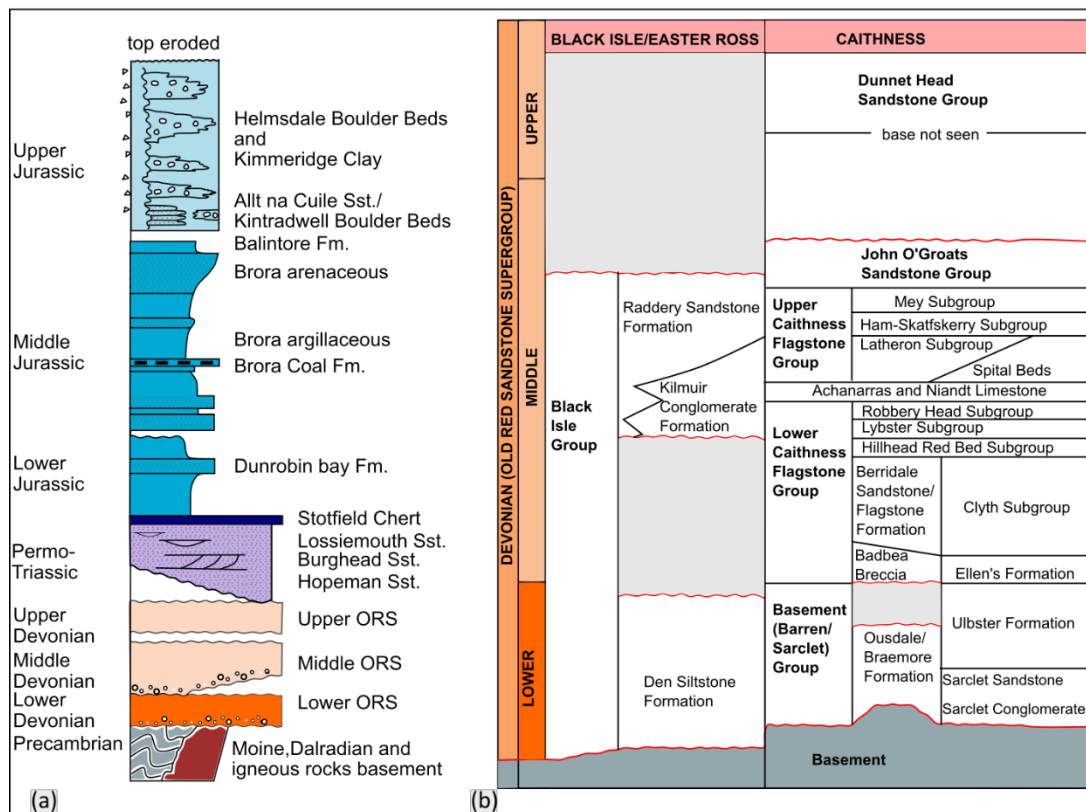 top eroded
Upper
Jurassic
Helmsdale Boulder Beds
and
Kimmeridge Clay
Allt na Cuile Sst./
Kintradwell Boulder Beds
Balintore Fm.
Brora arenaceous
Middle
Jurassic
Brora argillaceous
Brora Coal Fm.
Lower
Jurassic
Dunrobin bay Fm.
Stotfield Chert
Permo-
Triassic
Lossiemouth Sst.
Burghead Sst.
Hopeman Sst.
Upper
Devonian
Upper ORS
Middle
Devonian
Middle ORS
Lower
Devonian
Lower ORS
Precambrian
Moine,Dalradian and
igneous rocks basement
(a)
(b)
DEVONIAN (OLD RED SANDSTONE SUPERGROUP)
UPPER
MIDDLE
LOWER
BLACK ISLE/EASTER ROSS
Black
Isle
Group
Raddery Sandstone
Formation
Kilmuir
Conglomerate
Formation
Den Siltstone
Formation
CAITHNESS
Dunnet Head
Sandstone Group
base not seen
John O'Groats
Sandstone Group
Upper
Caithness
Flagstone
Group
Mey Subgroup
Ham-Skatfskerry Subgroup
Latheron Subgroup
Spital Beds
Achanarras and Niandt Limestone
Lower
Caithness
Flagstone
Group
Robbery Head Subgroup
Lybster Subgroup
Hillhead Red Bed Subgroup
Berridale
Sandstone/
Flagstone
Formation
Clyth Subgroup
Badbea
Breccia
Ellen's Formation
Basement
(Barren/
Sarclet)
Group
Ousdale/
Braemore
Formation
Ulbster Formation
Sarclet Sandstone
Sarclet Conglomerate
Basement